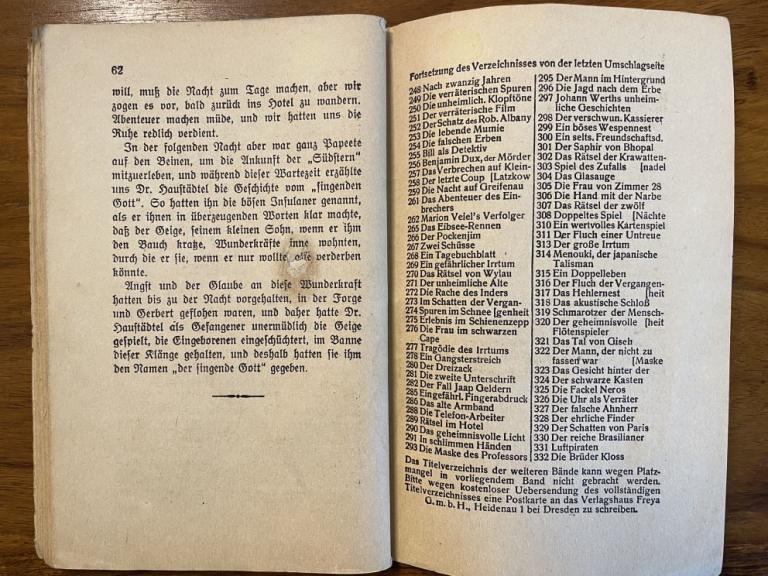 62
will, muß die Nacht zum Tage machen, aber wir
zogen es vor, bald zurück ins Hotel zu wandern.
Abenteuer machen müde, und wir hatten uns die
Ruhe redlich verdient.
In der folgenden Nacht aber war ganz Papeete
auf den Beinen, um die Ankunft der „Südstern“
mitzuerleben, und während dieser Wartezeit erzählte
uns Dr. Hauftädtel die Geschichte vom „singenden
Gott“. So hatten ihn die bösen Insulaner genannt,
als er ihnen in überzeugenden Worten klar machte,
daß der Geige, seinem kleinen Sohn, wenn er ihm
den Bauch kratze, Wunderkräfte inne wohnten,
durch die er sie, wenn er nur wollte, alle verderben
könnte.
Angst und der Glaube an diese Wunderkraft
hatten bis zu der Nacht vorgehalten, in der Jorge
und Gerbert geflohen waren, und daher hatte Dr.
Hauftädtel als Gefangener unermüdlich die Geige
gespielt, die Eingeborenen eingeschüchtert, im Banne
dieser Klänge gehalten, und deshalb hatten sie ihm
den Namen „der singende Gott“ gegeben.
Fortsetzung des Verzeichnisses von der letzten Umschlagseite
248 Nach zwanzig Jahren
249 Die verräterischen Spuren
250 Die unheimlich. Klopftöne
251 Der verräterische Film
252 Der Schatz des Rob. Albany
253 Die lebende Mumie
254 Die falschen Erben
255 Bill als Detektiv
256 Benjamin Dux, der Mörder
257 Das Verbrechen auf Klein-
258 Der letzte Coup [Latzkow
259 Die Nacht auf Greifenau
261 Das Abenteuer des Ein-
brechers
262 Marion Velel's Verfolger
265 Das Eibsee-Rennen
266 Der Pockenjim
267 Zwei Schüsse
268 Ein Tagebuchblatt
269 Ein gefährlicher Irrtum
270 Das Rätsel von Wylau
271 Der unheimliche Alte
272 Die Rache des Inders
273 Im Schatten der Vergan-
274 Spuren im Schnee [genheit
275 Erlebnis im Schienenzepp
276 Die Frau im schwarzen
Cape
277 Tragödie des Irrtums
278 Ein Gangsterstreich
280 Der Dreizack
281 Die zweite Unterschrift
282 Der Fall Jaap Geldern
285 Eingefährl. Fingerabdruck
286 Das alte Armband
288 Die Telefon-Arbeiter
289 Rätsel im Hotel
290 Das geheimnisvolle Licht
291 In schlimmen Händen
293 Die Maske des Professors
295 Der Mann im Hintergrund
296 Die Jagd nach dem Erbe
297 Johann Werths unheim-
liche Geschichten
298 Der verschwun. Kassierer
299 Ein böses Wespennest
300 Ein selts. Freundschaftsd.
301 Der Saphir von Bhopal
302 Das Rätsel der Krawatten-
303 Spiel des Zufalls [nadel
304 Das Glasauge
305 Die Frau von Zimmer 28
306 Die Hand mit der Narbe
307 Das Rätsel der zwölf
308 Doppeltes Spiel [Nächte
310 Ein wertvolles Kartenspiel
311 Der Fluch einer Untreue
313 Der große Irrtum
314 Menouki, der japanische
Talisman
315 Ein Doppelleben
316 Der Fluch der Vergangen-
317 Das Hehlernest [heit
318 Das akustische Schloß
319 Schmarotzer der Mensch-
320 Der geheimnisvolle [heit
Flötenspieler
321 Das Tal von Giseh
322 Der Mann, der nicht zu
fassen war [Maske
323 Das Gesicht hinter der
324 Der schwarze Kasten
325 Die Fackel Neros
326 Die Uhr als Verräter
327 Der falsche Ahnherr
328 Der ehrliche Finder
329 Der Schatten von Paris
330 Der reiche Brasilianer
331 Luftpiraten
332 Die Brüder Kloss
Das Titelverzeichnis der weiteren Bände kann wegen Platz-
mangel in vorliegendem Band nicht gebracht werden.
Bitte wegen kostenloser Uebersendung des vollständigen
Titelverzeichnisses eine Postkarte an das Verlagshaus Freya
G. m. b H., Heidenau 1 bei Dresden zu schreiben.